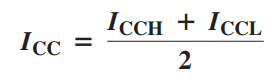 I_CC = (I_CCH + I_CCL) / 2